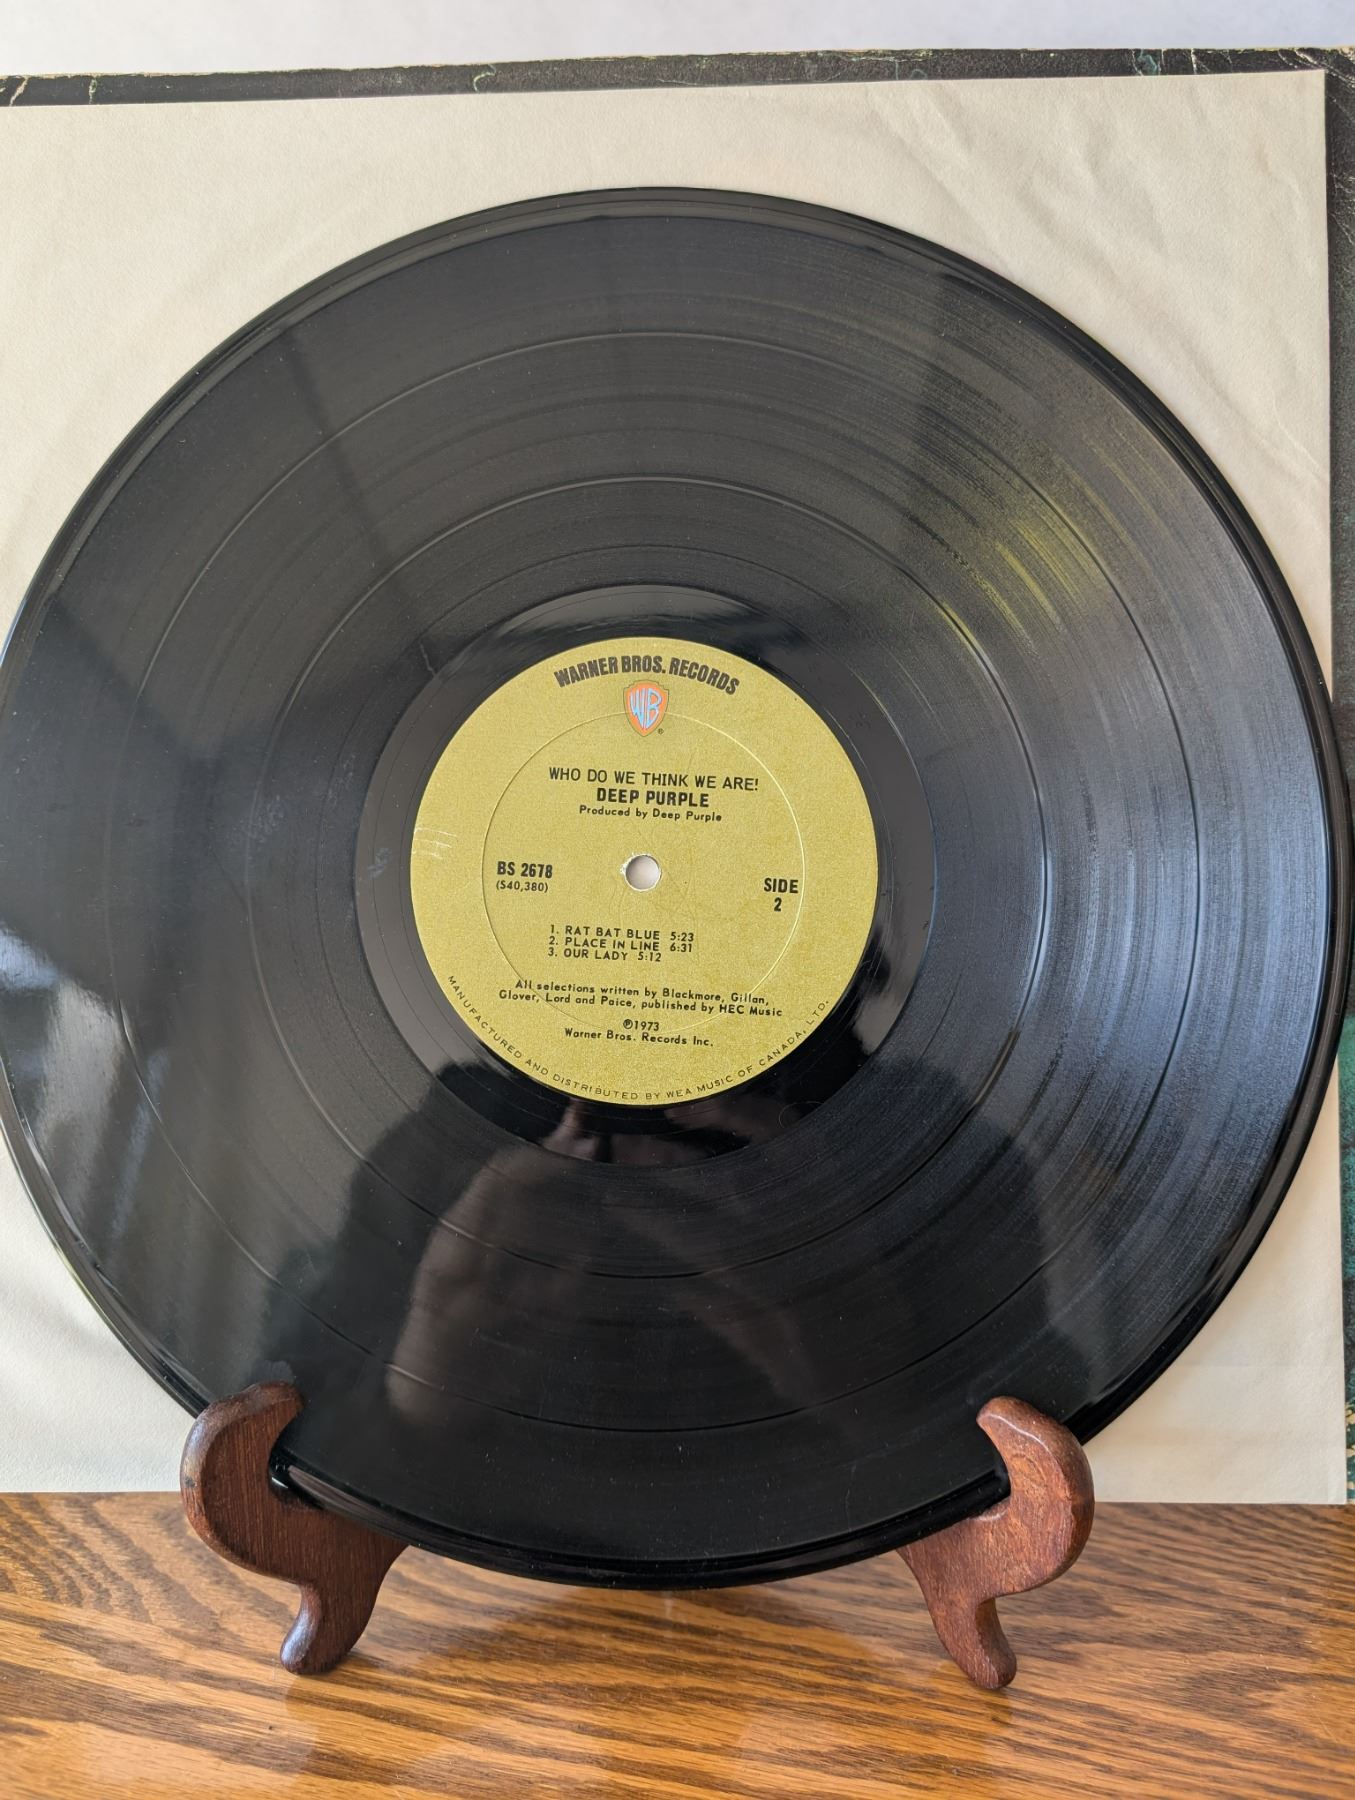 WARNER BROS. RECORDS
WB
®
WHO DO WE THINK WE ARE!
DEEP PURPLE
Produced by Deep Purple
BS 2678
(S40,380)
SIDE
2
1. RAT BAT BLUE 5:23
2. PLACE IN LINE 6:31
3. OUR LADY 5:12
All selections written by Blackmore, Gillan,
Glover, Lord and Paice, published by HEC Music
℗1973
Warner Bros. Records Inc.
MANUFACTURED AND DISTRIBUTED BY WEA MUSIC OF CANADA, LTD.